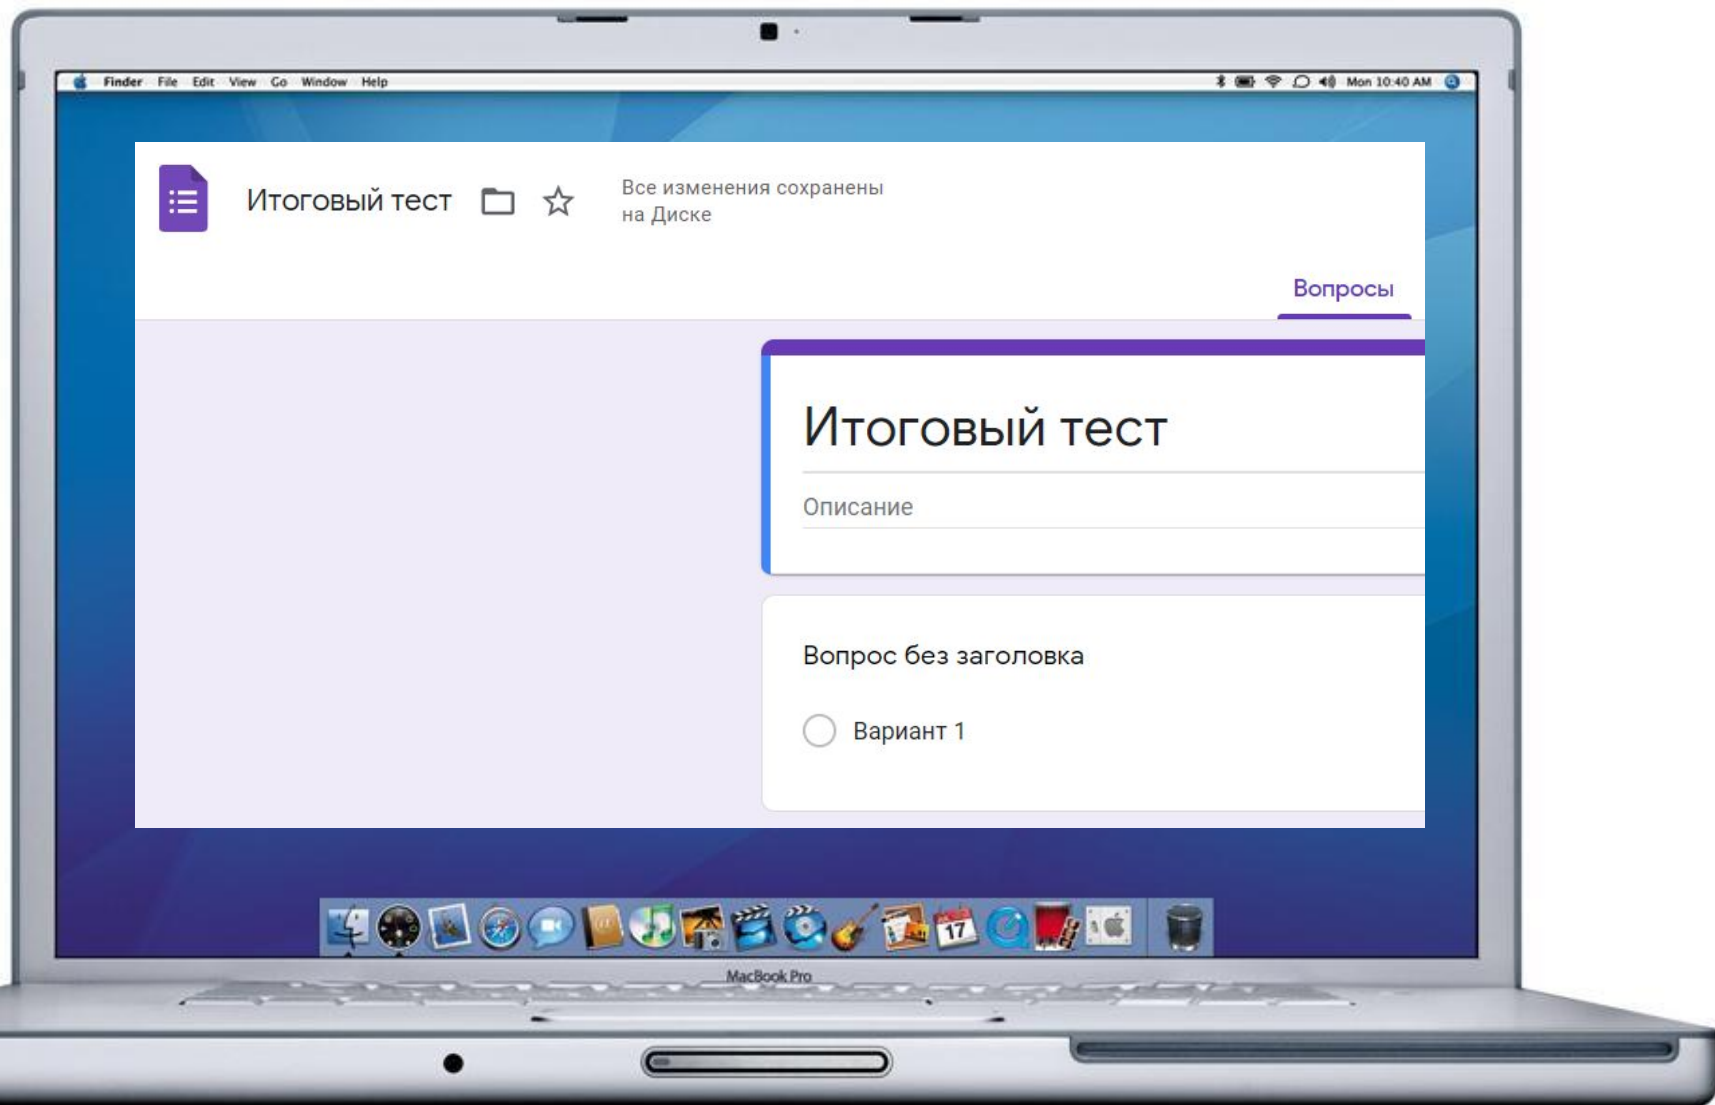 Finder File Edit View Go Window Help
Mon 10:40 AM
Итоговый тест
Все изменения сохранены
на Диске
Вопросы
Итоговый тест
Описание
Вопрос без заголовка
Вариант 1
17
MacBook Pro